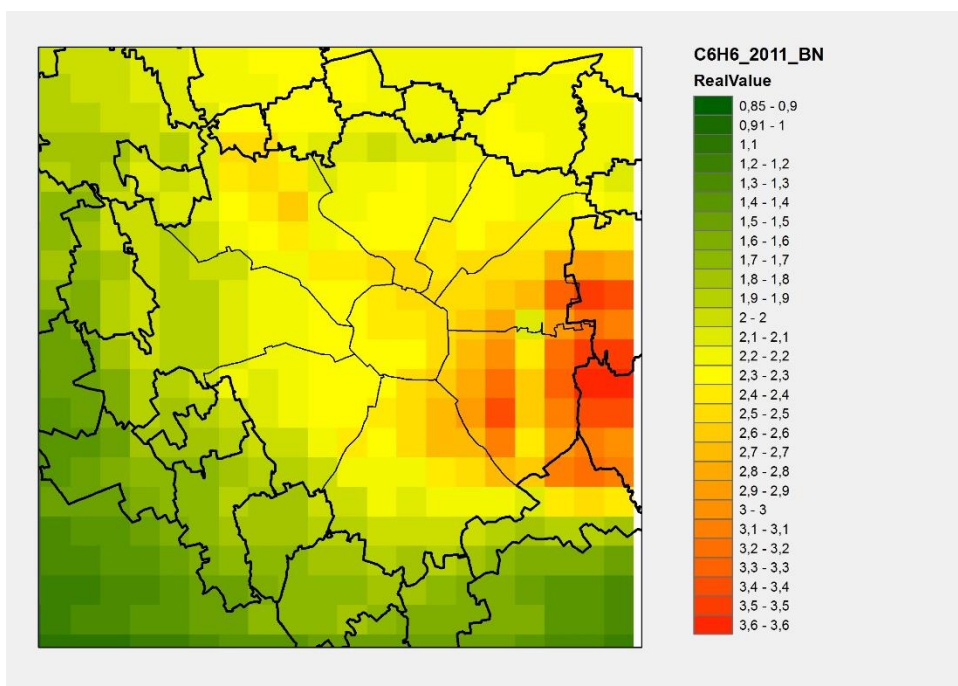 C6H6_2011_BN
RealValue
0,85 - 0,9
0,91 - 1
1,1
1,2 - 1,2
1,3 - 1,3
1,4 - 1,4
1,5 - 1,5
1,6 - 1,6
1,7 - 1,7
1,8 - 1,8
1,9 - 1,9
2 - 2
2,1 - 2,1
2,2 - 2,2
2,3 - 2,3
2,4 - 2,4
2,5 - 2,5
2,6 - 2,6
2,7 - 2,7
2,8 - 2,8
2,9 - 2,9
3 - 3
3,1 - 3,1
3,2 - 3,2
3,3 - 3,3
3,4 - 3,4
3,5 - 3,5
3,6 - 3,6